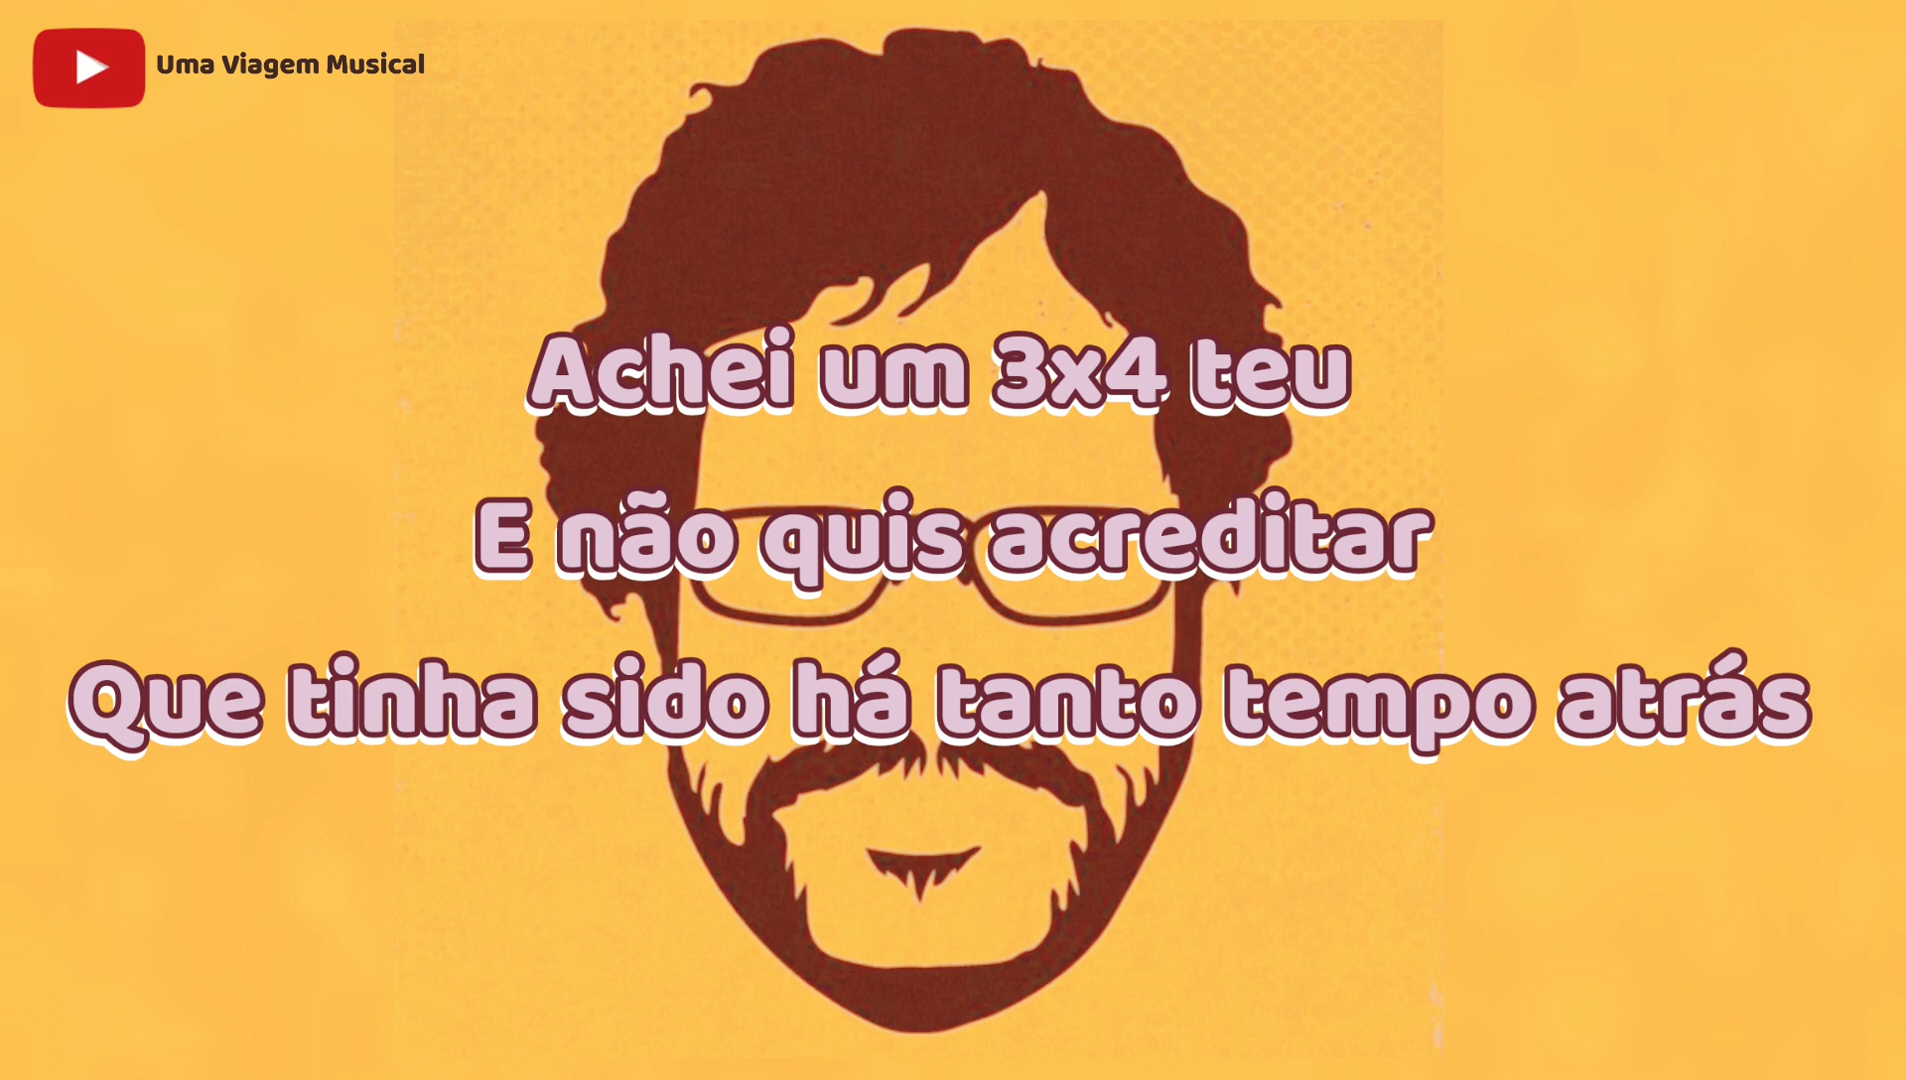 Uma Viagem Musical
Achei um 3x4 teu
E não quis acreditar
Que tinha sido há tanto tempo atrás